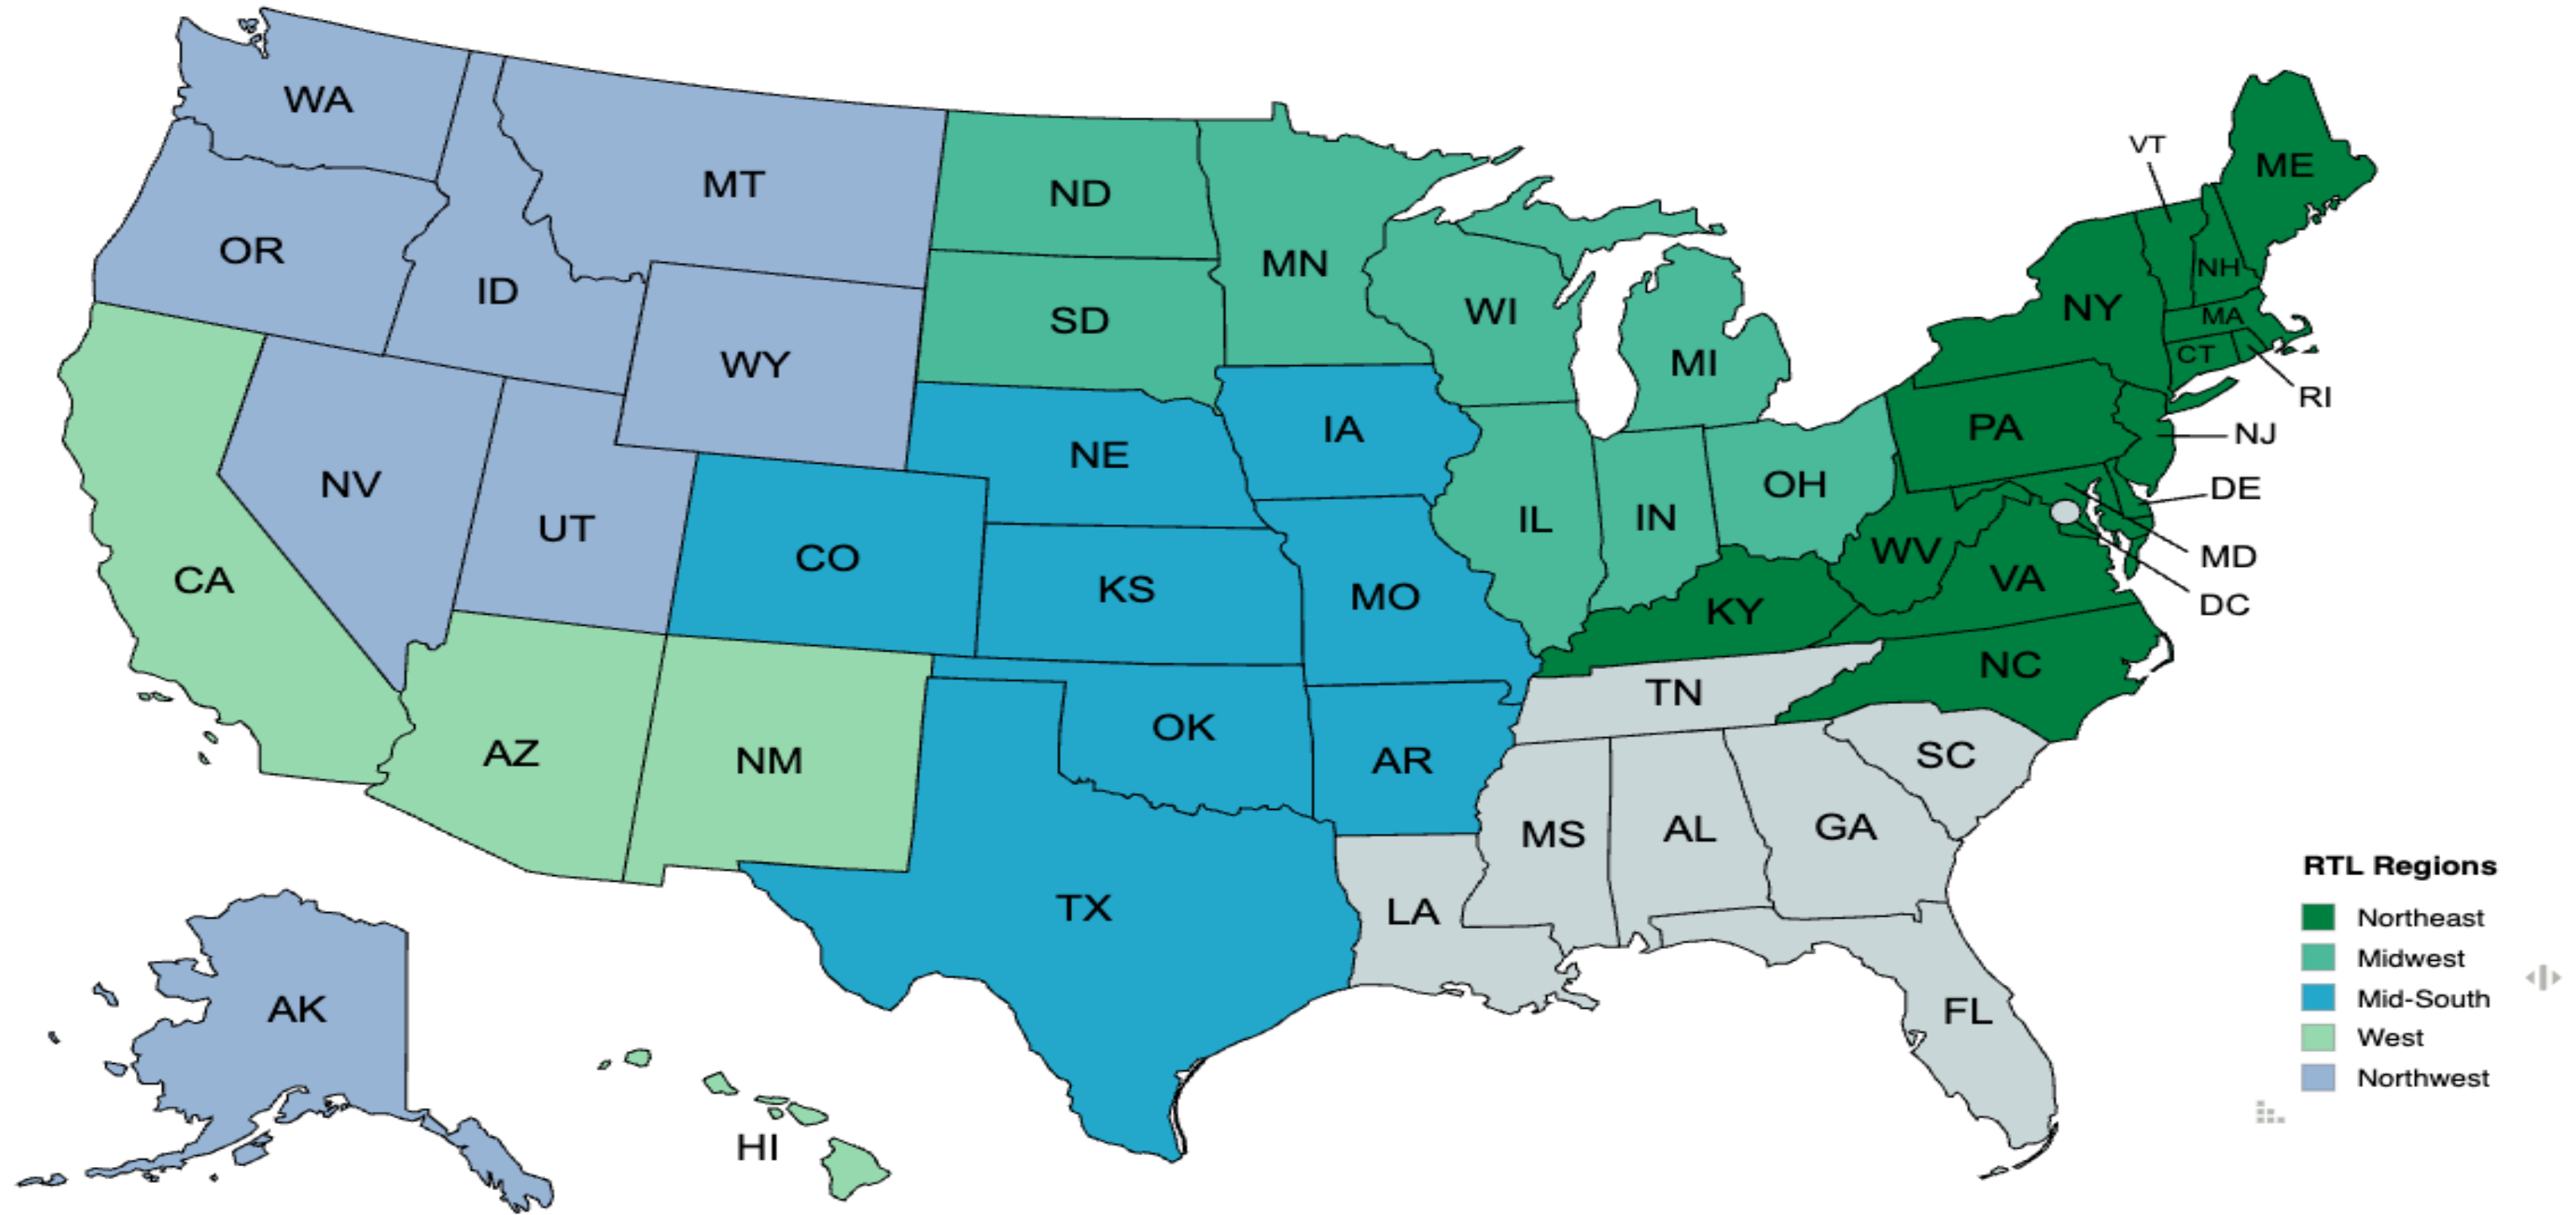 WA
MT
ND
MN
VT
ME
OR
ID
SD
WI
MI
NY
NH
MA
CT
RI
WY
NE
IA
PA
NJ
NV
UT
CO
KS
MO
IL
IN
OH
WV
VA
DE
MD
DC
CA
KY
NC
TN
AZ
NM
OK
AR
SC
MS
AL
GA
TX
LA
FL
AK
HI
RTL Regions
Northeast
Midwest
Mid-South
West
Northwest